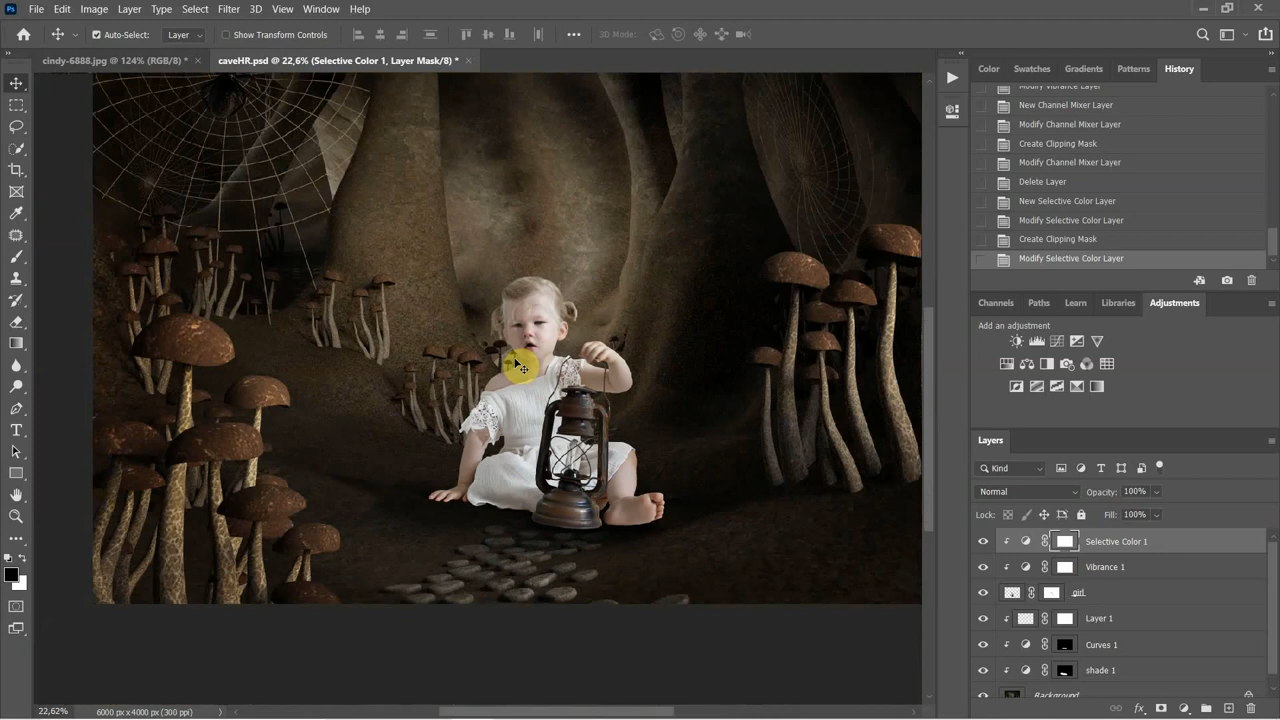 Ps File Edit Image Layer Type Select Filter 3D View Window Help
Auto-Select: Layer Show Transform Controls ••• 3D Mode:
cindy-6888.jpg @ 124% (RGB/8) * × caveHR.psd @ 22,6% (Selective Color 1, Layer Mask/8) * ×
Color Swatches Gradients Patterns History
Modify Vibrance Layer
New Channel Mixer Layer
Modify Channel Mixer Layer
Create Clipping Mask
Modify Channel Mixer Layer
Delete Layer
New Selective Color Layer
Modify Selective Color Layer
Create Clipping Mask
Modify Selective Color Layer
Channels Paths Learn Libraries Adjustments
Add an adjustment
Layers
Kind
Normal Opacity: 100%
Lock: Fill: 100%
Selective Color 1
Vibrance 1
girl
Layer 1
Curves 1
shade 1
Background
22,62% 6000 px x 4000 px (300 ppi)